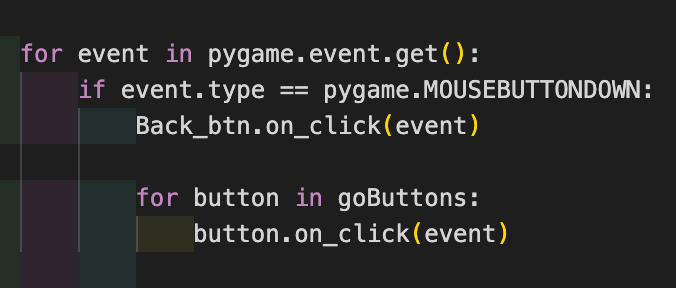 for event in pygame.event.get():
if event.type == pygame.MOUSEBUTTONDOWN:
Back_btn.on_click(event)
for button in goButtons:
button.on_click(event)